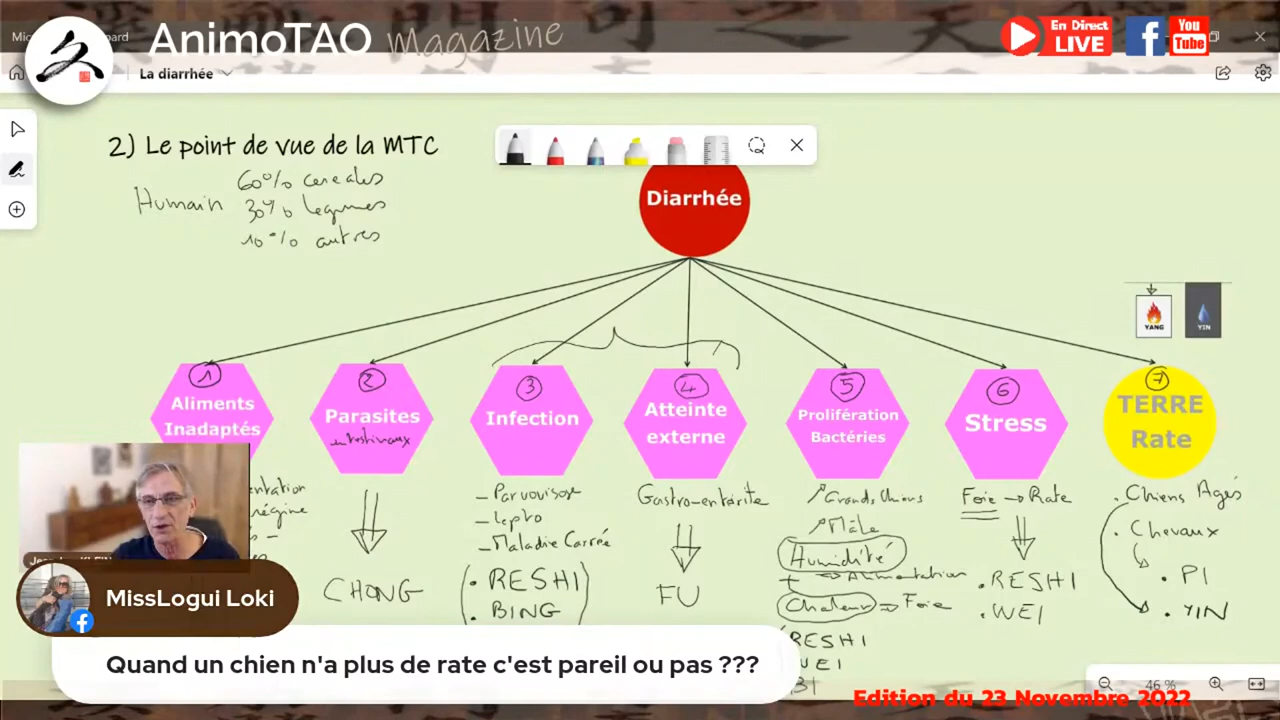 AnimoTAO Magazine
En Direct
LIVE
You
Tube
La diarrhée
2) Le point de vue de la MTC
Humain
60% cereales
30% legumes
10% autres
Diarrhée
YANG
YIN
1
Aliments
Inadaptés
2
Parasites
intestinaux
3
Infection
4
Atteinte
externe
5
Prolifération
Bactéries
6
Stress
7
TERRE
Rate
CHONG
- Parvovirose
- Lepto
- Maladie Carrée
. RESHI
. BING
Gastro-entérite
FU
Grands Chiens
Mâle
Humidité
+ Alimentation
Chaleur => Foie
RESHI
Foie → Rate
. RESHI
. WEI
. Chiens Agés
. Chevaux
. PI
. YIN
MissLogui Loki
Quand un chien n'a plus de rate c'est pareil ou pas ???
46 %
Edition du 23 Novembre 2022